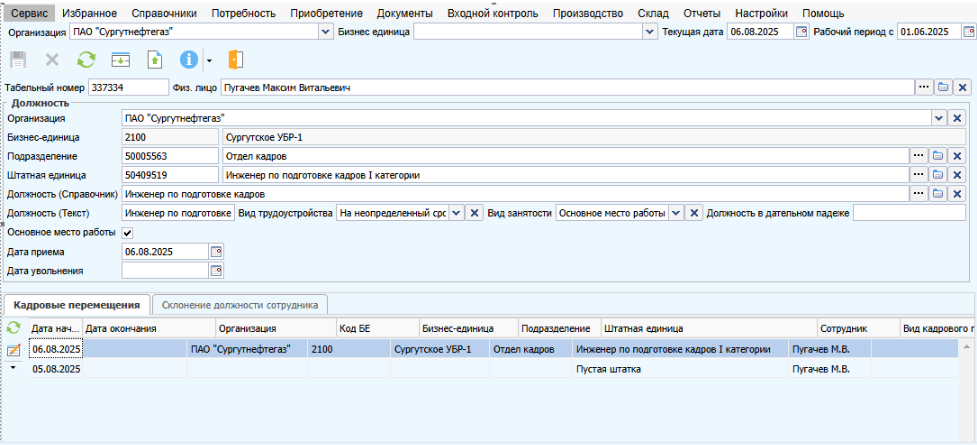 Сервис Избранное Справочники Потребность Приобретение Документы Входной контроль Производство Склад Отчеты Настройки Помощь
Организация ПАО "Сургутнефтегаз" Бизнес единица Текущая дата 06.08.2025 Рабочий период с 01.06.2025
Табельный номер 337334 Физ. лицо Пугачев Максим Витальевич
Должность
Организация ПАО "Сургутнефтегаз"
Бизнес-единица 2100 Сургутское УБР-1
Подразделение 50005563 Отдел кадров
Штатная единица 50409519 Инженер по подготовке кадров I категории
Должность (Справочник) Инженер по подготовке кадров
Должность (Текст) Инженер по подготовке Вид трудоустройства На неопределенный срс Вид занятости Основное место работы Должность в дательном падеже
Основное место работы
Дата приема 06.08.2025
Дата увольнения
Кадровые перемещения Склонение должности сотрудника
Дата нач... Дата окончания Организация Код БЕ Бизнес-единица Подразделение Штатная единица Сотрудник Вид кадрового г
06.08.2025 ПАО "Сургутнефтегаз" 2100 Сургутское УБР-1 Отдел кадров Инженер по подготовке кадров I категории Пугачев М.В.
05.08.2025 Пустая штатка Пугачев М.В.